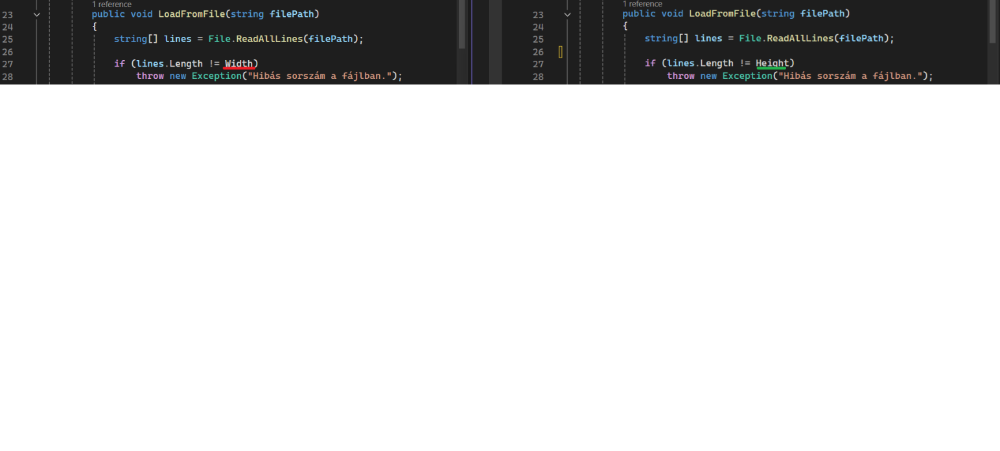 1 reference
23 public void LoadFromFile(string filePath)
24 {
25 string[] lines = File.ReadAllLines(filePath);
26
27 if (lines.Length != Width)
28 throw new Exception("Hibás sorszám a fájlban.");
1 reference
23 public void LoadFromFile(string filePath)
24 {
25 string[] lines = File.ReadAllLines(filePath);
26
27 if (lines.Length != Height)
28 throw new Exception("Hibás sorszám a fájlban.");